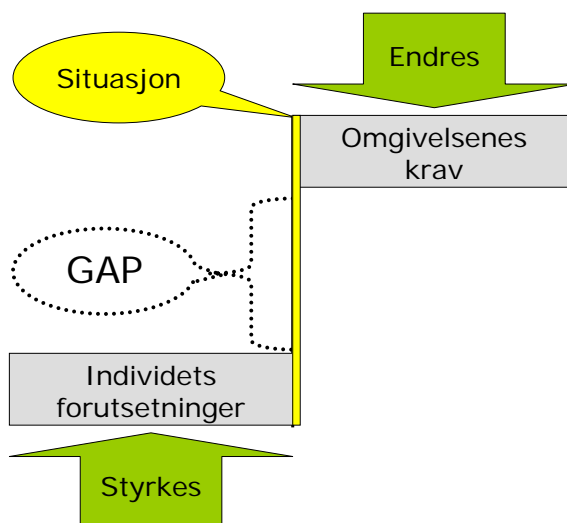 Endres
Situasjon
Omgivelsenes
krav
GAP
Individets
forutsetninger
Styrkes